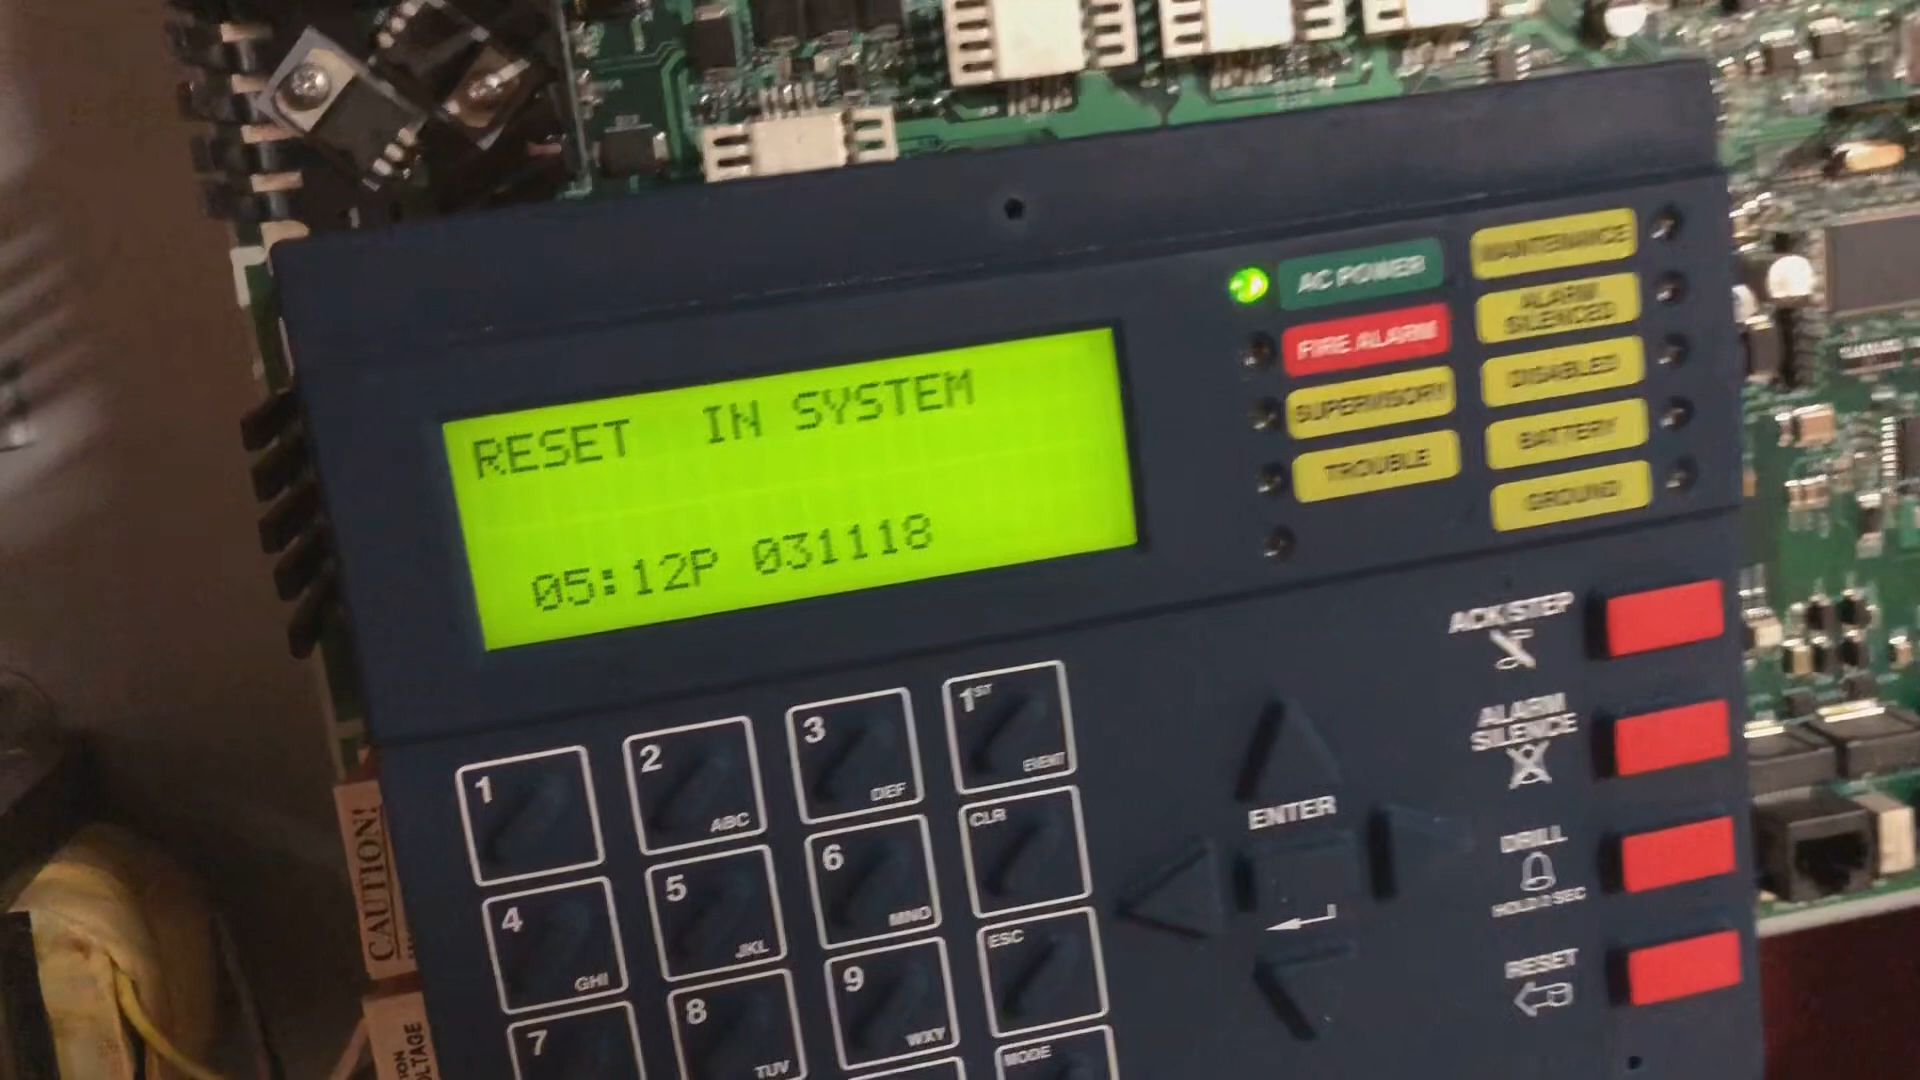 RESET IN SYSTEM
05:12P 031118
AC POWER
FIRE ALARM
SUPERVISORY
TROUBLE
MAINTENANCE
ALARM
SILENCED
DISABLED
BATTERY
GROUND
ACK/STEP
ALARM
SILENCE
DRILL
HOLD 2 SEC
RESET
ENTER
1
2 ABC
3 DEF
1ST EVENT
4 GHI
5 JKL
6 MNO
CLR
7
8 TUV
9 WXY
ESC
MODE
CAUTION!